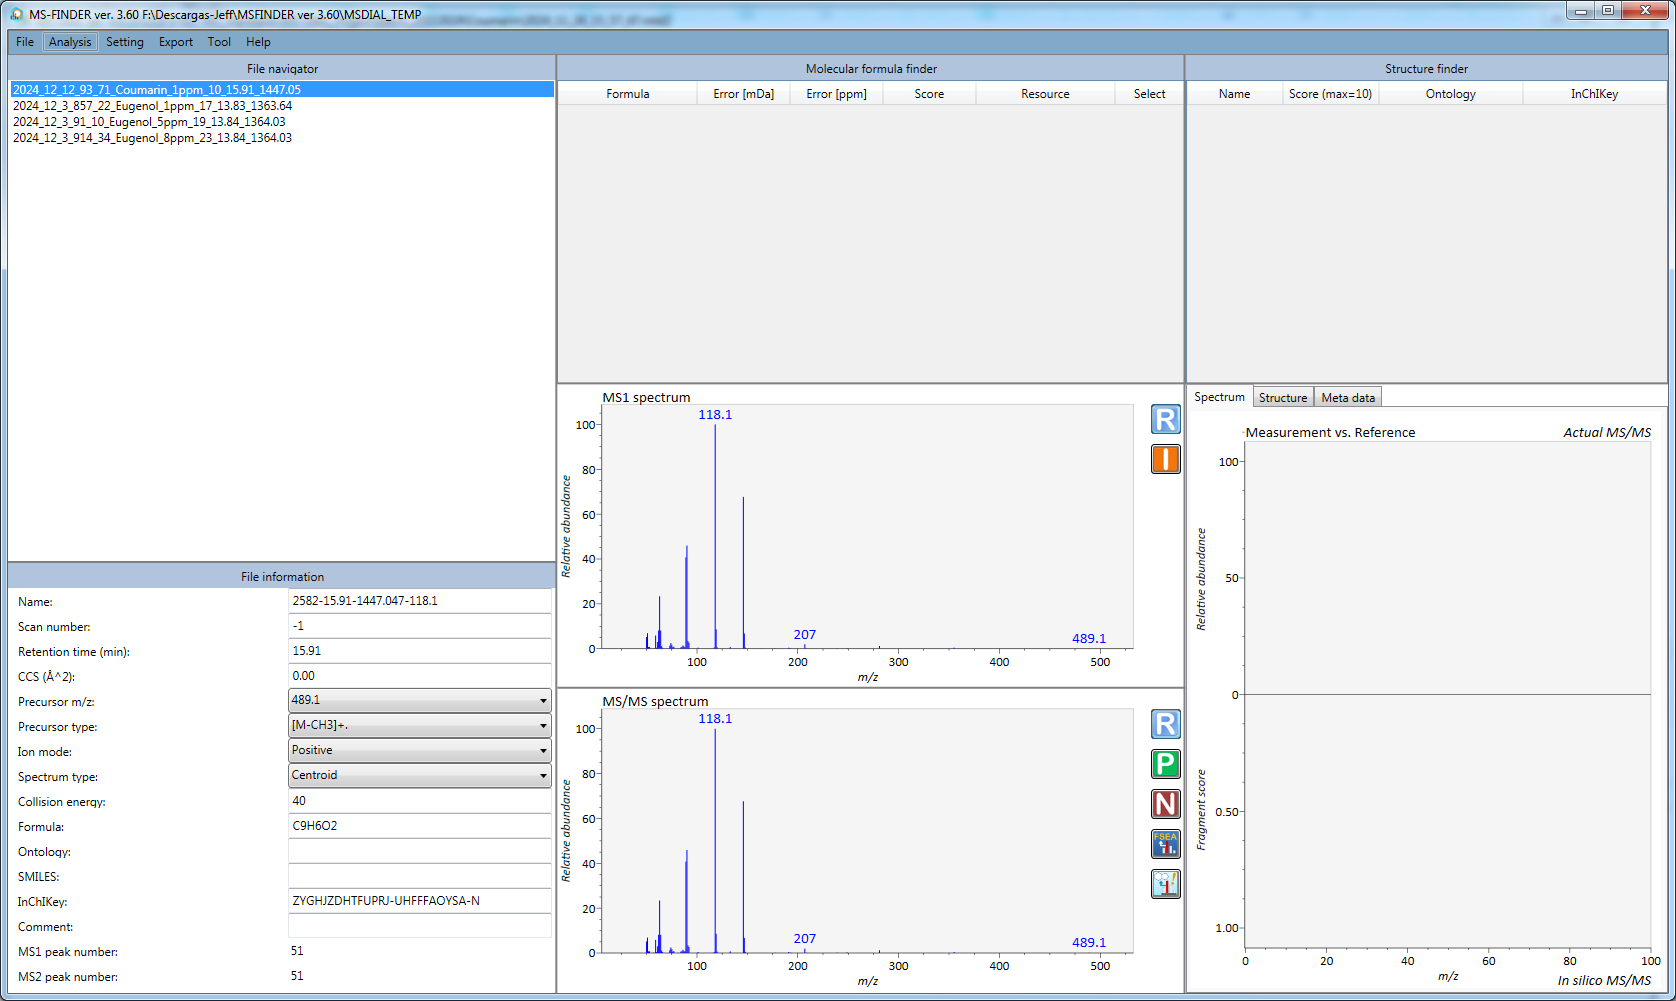 MS-FINDER ver. 3.60 F:\Descargas-Jeff\MSFINDER ver 3.60\MSDIAL_TEMP
File Analysis Setting Export Tool Help
File navigator
2024_12_12_93_71_Coumarin_1ppm_10_15.91_1447.05
2024_12_3_857_22_Eugenol_1ppm_17_13.83_1363.64
2024_12_3_91_10_Eugenol_5ppm_19_13.84_1364.03
2024_12_3_914_34_Eugenol_8ppm_23_13.84_1364.03
File information
Name: 2582-15.91-1447.047-118.1
Scan number: -1
Retention time (min): 15.91
CCS (Å^2): 0.00
Precursor m/z: 489.1
Precursor type: [M-CH3]+.
Ion mode: Positive
Spectrum type: Centroid
Collision energy: 40
Formula: C9H6O2
Ontology:
SMILES:
InChIKey: ZYGHJZDHTFUPRJ-UHFFFAOYSA-N
Comment:
MS1 peak number: 51
MS2 peak number: 51
Molecular formula finder
Formula Error [mDa] Error [ppm] Score Resource Select
MS1 spectrum
118.1
100
80
60
40
20
0
Relative abundance
207
489.1
100 200 300 400 500
m/z
R
I
MS/MS spectrum
118.1
100
80
60
40
20
0
Relative abundance
207
489.1
100 200 300 400 500
m/z
R
P
N
FSEA
Structure finder
Name Score (max=10) Ontology InChIKey
Spectrum Structure Meta data
Measurement vs. Reference Actual MS/MS
100
50
0
0.50
1.00
Relative abundance
Fragment score
0 20 40 60 80 100
m/z
In silico MS/MS